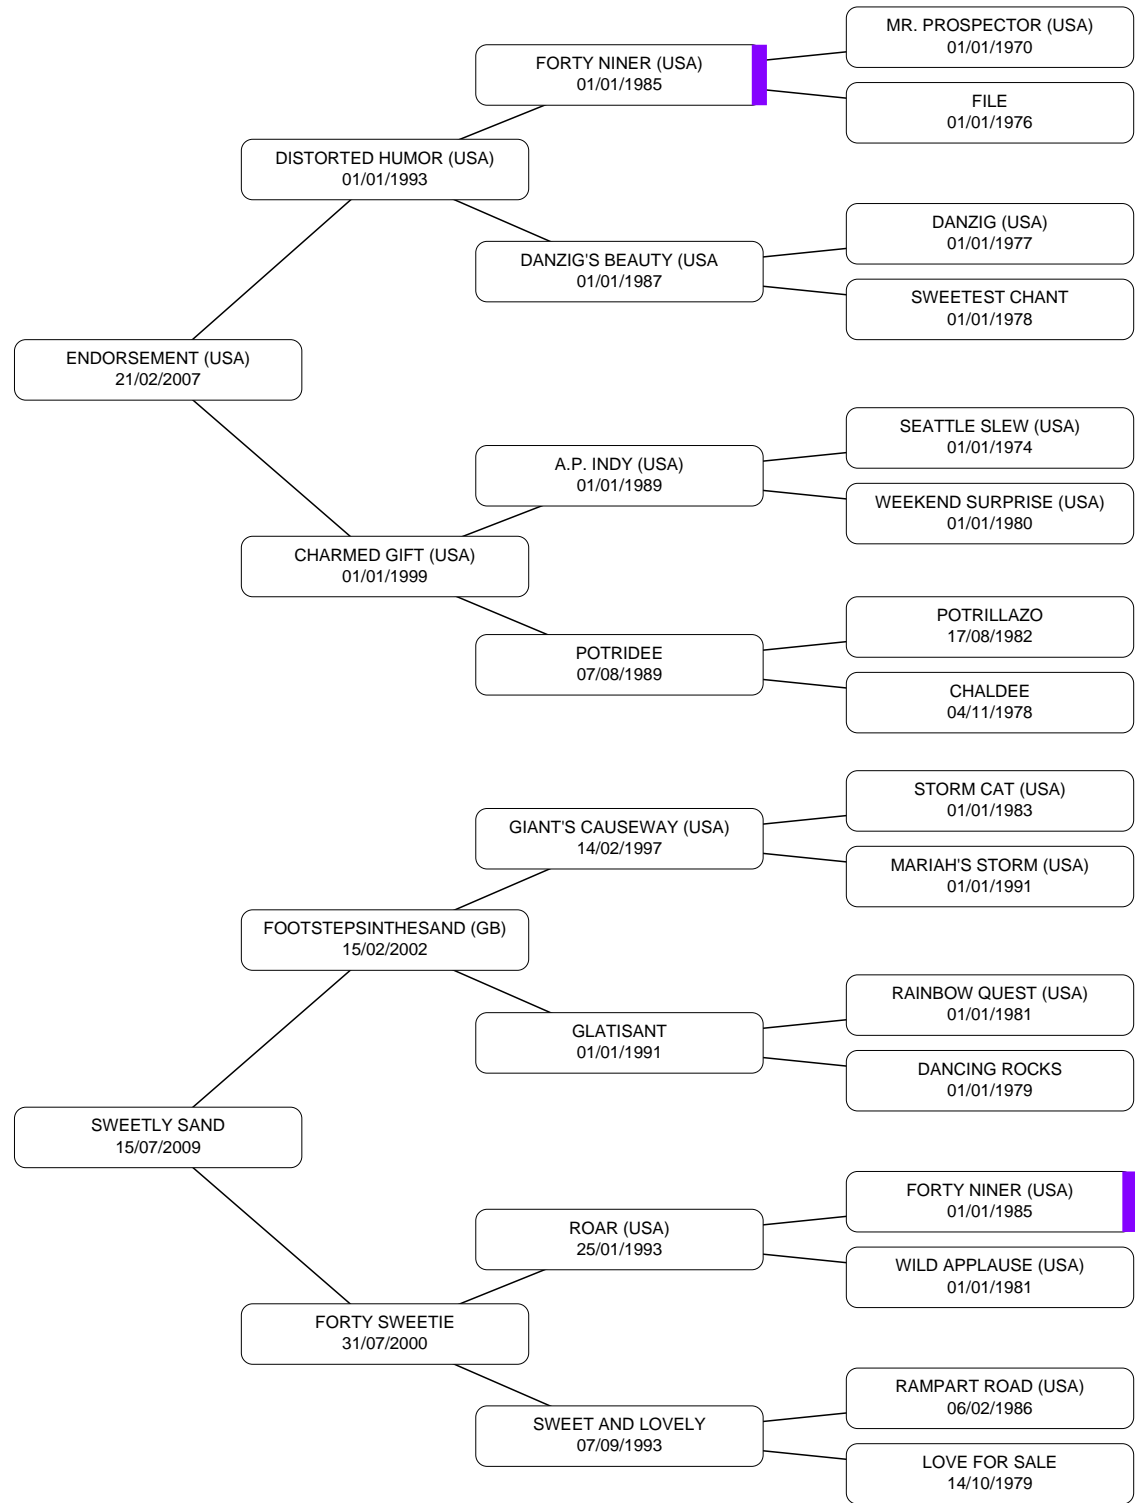 MR. PROSPECTOR (USA)
01/01/1970
FORTY NINER (USA)
01/01/1985
FILE
01/01/1976
DISTORTED HUMOR (USA)
01/01/1993
DANZIG (USA)
01/01/1977
DANZIG'S BEAUTY (USA
01/01/1987
SWEETEST CHANT
01/01/1978
ENDORSEMENT (USA)
21/02/2007
SEATTLE SLEW (USA)
01/01/1974
A.P. INDY (USA)
01/01/1989
WEEKEND SURPRISE (USA)
01/01/1980
CHARMED GIFT (USA)
01/01/1999
POTRILLAZO
17/08/1982
POTRIDEE
07/08/1989
CHALDEE
04/11/1978
STORM CAT (USA)
01/01/1983
GIANT'S CAUSEWAY (USA)
14/02/1997
MARIAH'S STORM (USA)
01/01/1991
FOOTSTEPSINTHESAND (GB)
15/02/2002
RAINBOW QUEST (USA)
01/01/1981
GLATISANT
01/01/1991
DANCING ROCKS
01/01/1979
SWEETLY SAND
15/07/2009
FORTY NINER (USA)
01/01/1985
ROAR (USA)
25/01/1993
WILD APPLAUSE (USA)
01/01/1981
FORTY SWEETIE
31/07/2000
RAMPART ROAD (USA)
06/02/1986
SWEET AND LOVELY
07/09/1993
LOVE FOR SALE
14/10/1979